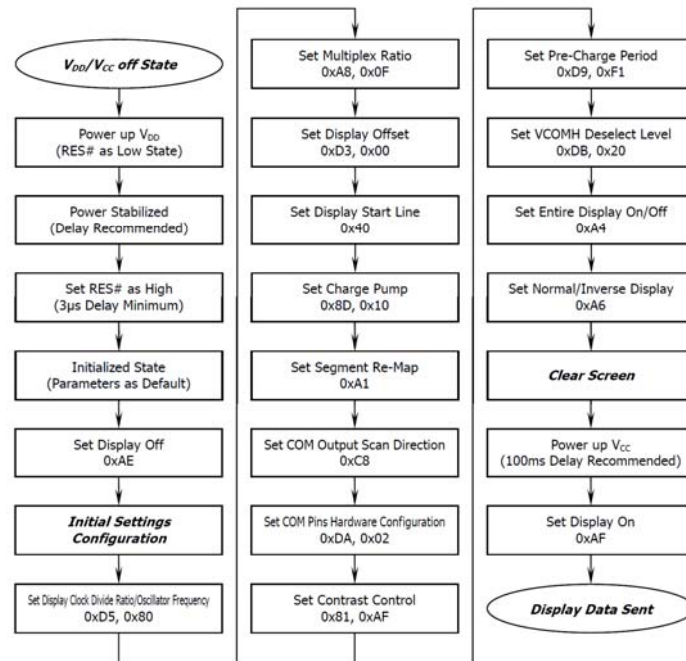 V_DD/V_CC off State
Power up V_DD
(RES# as Low State)
Power Stabilized
(Delay Recommended)
Set RES# as High
(3μs Delay Minimum)
Initialized State
(Parameters as Default)
Set Display Off
0xAE
Initial Settings
Configuration
Set Display Clock Divide Ratio/Oscillator Frequency
0xD5, 0x80
Set Multiplex Ratio
0xA8, 0x0F
Set Display Offset
0xD3, 0x00
Set Display Start Line
0x40
Set Charge Pump
0x8D, 0x10
Set Segment Re-Map
0xA1
Set COM Output Scan Direction
0xC8
Set COM Pins Hardware Configuration
0xDA, 0x02
Set Contrast Control
0x81, 0xAF
Set Pre-Charge Period
0xD9, 0xF1
Set VCOMH Deselect Level
0xDB, 0x20
Set Entire Display On/Off
0xA4
Set Normal/Inverse Display
0xA6
Clear Screen
Power up V_CC
(100ms Delay Recommended)
Set Display On
0xAF
Display Data Sent